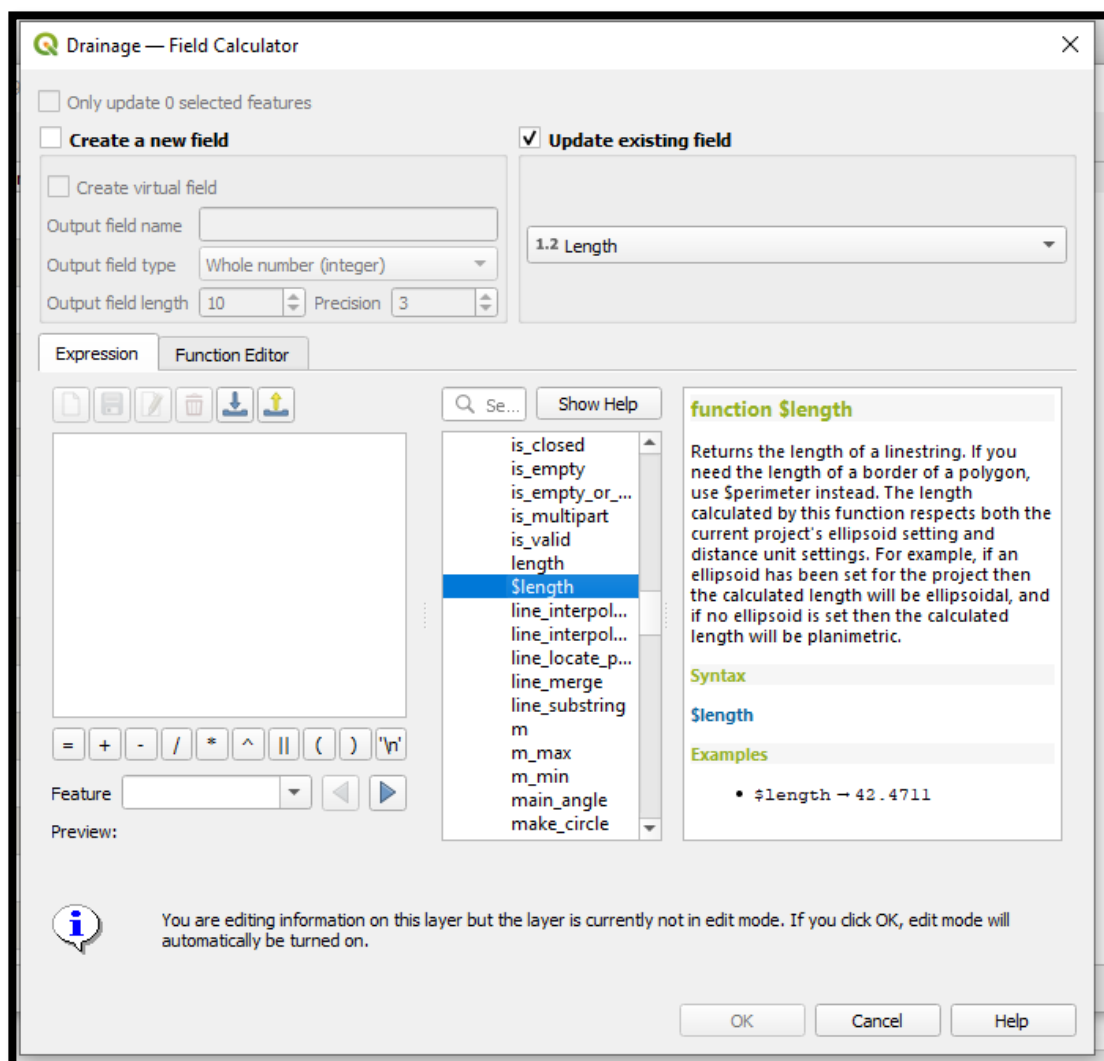 Drainage — Field Calculator
Only update 0 selected features
Create a new field
Update existing field
Create virtual field
Output field name
1.2 Length
Output field type Whole number (integer)
Output field length 10 Precision 3
Expression Function Editor
Se... Show Help
is_closed
is_empty
is_empty_or_...
is_multipart
is_valid
length
$length
line_interpol...
line_interpol...
line_locate_p...
line_merge
line_substring
m
m_max
m_min
main_angle
make_circle
function $length
Returns the length of a linestring. If you
need the length of a border of a polygon,
use $perimeter instead. The length
calculated by this function respects both the
current project's ellipsoid setting and
distance unit settings. For example, if an
ellipsoid has been set for the project then
the calculated length will be ellipsoidal, and
if no ellipsoid is set then the calculated
length will be planimetric.
Syntax
$length
Examples
• $length → 42.4711
= + - / * ^ || ( ) '\n'
Feature
Preview:
You are editing information on this layer but the layer is currently not in edit mode. If you click OK, edit mode will
automatically be turned on.
OK Cancel Help